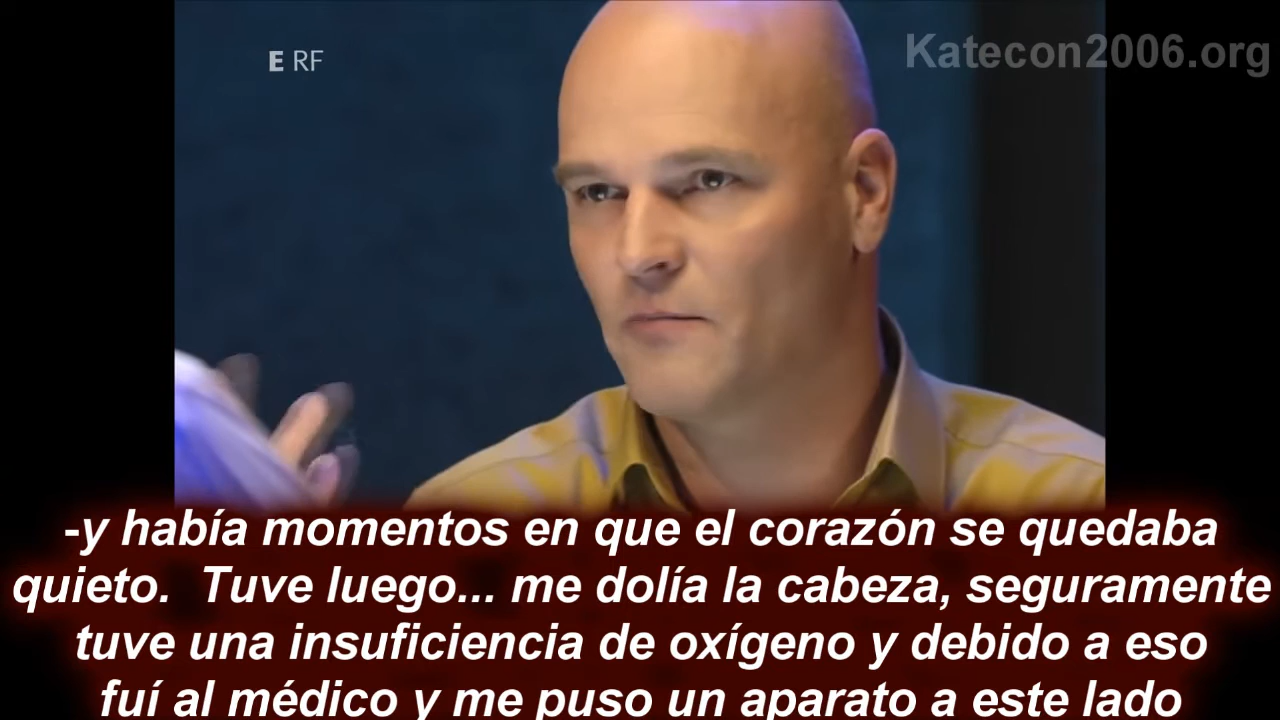 E RF
Katecon2006.org
-y había momentos en que el corazón se quedaba
quieto.  Tuve luego... me dolía la cabeza, seguramente
tuve una insuficiencia de oxígeno y debido a eso
fuí al médico y me puso un aparato a este lado